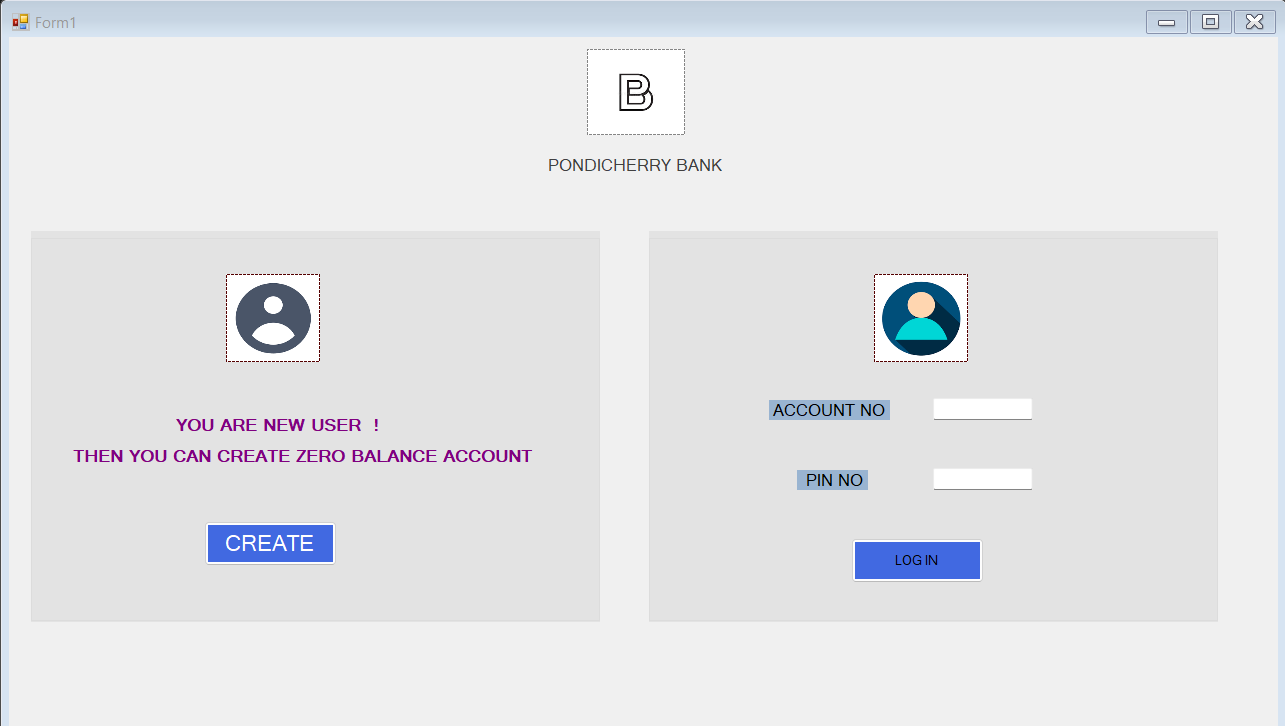 Form1
B
PONDICHERRY BANK
YOU ARE NEW USER  !
THEN YOU CAN CREATE ZERO BALANCE ACCOUNT
CREATE
ACCOUNT NO
PIN NO
LOG IN